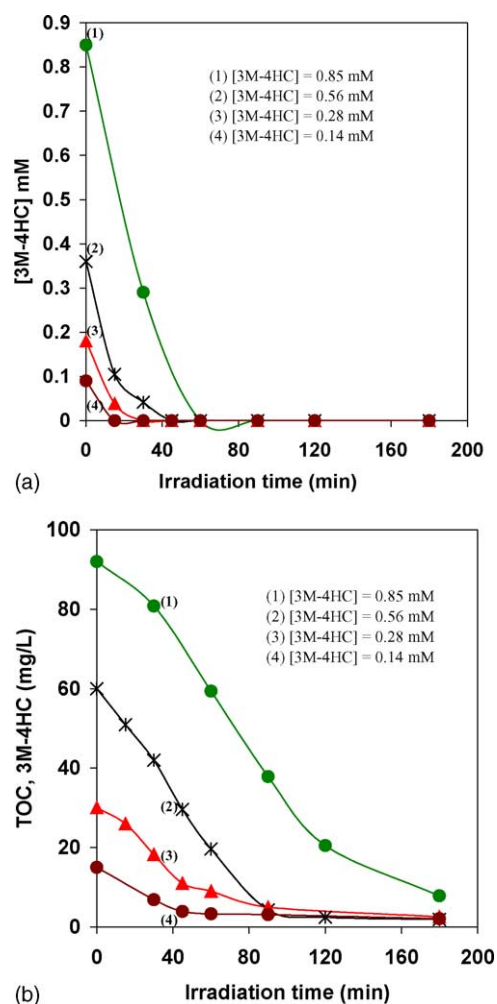 0.9
(1)
0.8
0.7
0.6
0.5
0.4
0.3
0.2
0.1
0
[3M-4HC] mM
(1) [3M-4HC] = 0.85 mM
(2) [3M-4HC] = 0.56 mM
(3) [3M-4HC] = 0.28 mM
(4) [3M-4HC] = 0.14 mM
(2)
(3)
(4)
0 40 80 120 160 200
(a) Irradiation time (min)
100
80
60
40
20
0
TOC, 3M-4HC (mg/L)
(1)
(1) [3M-4HC] = 0.85 mM
(2) [3M-4HC] = 0.56 mM
(3) [3M-4HC] = 0.28 mM
(4) [3M-4HC] = 0.14 mM
(2)
(3)
(4)
0 40 80 120 160 200
(b) Irradiation time (min)